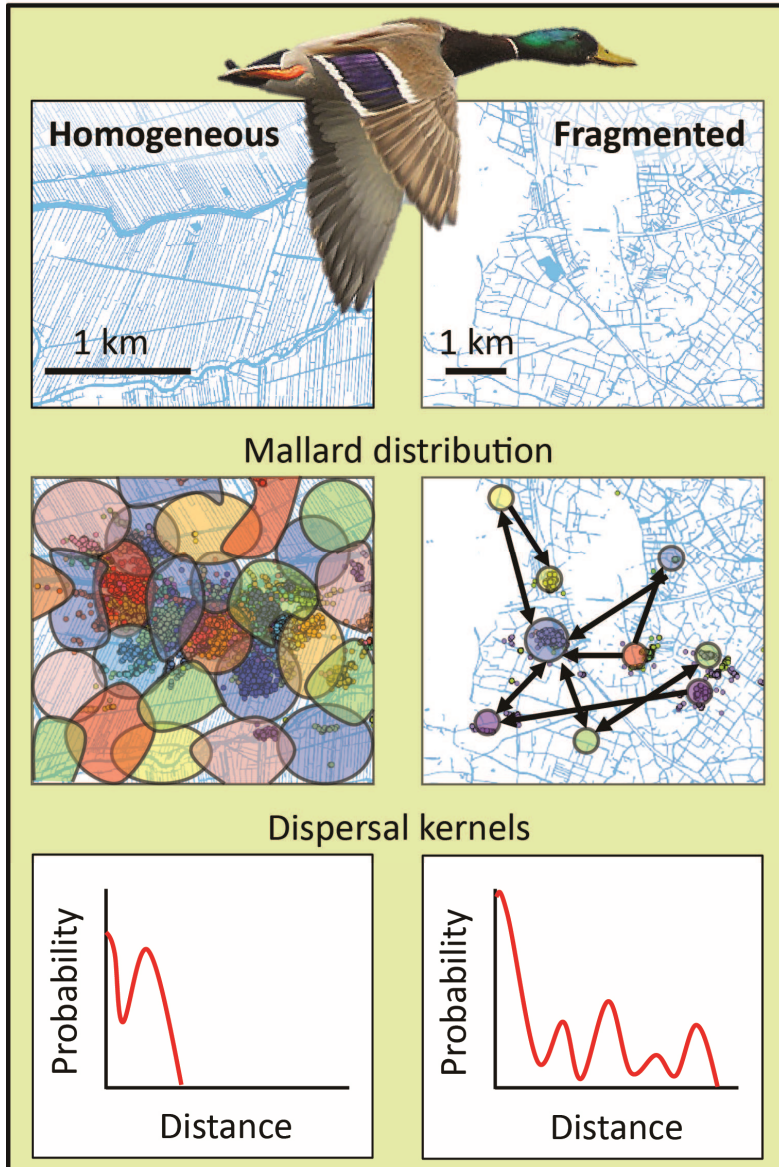 Homogeneous
Fragmented
1 km
1 km
Mallard distribution
Dispersal kernels
Probability
Distance
Probability
Distance